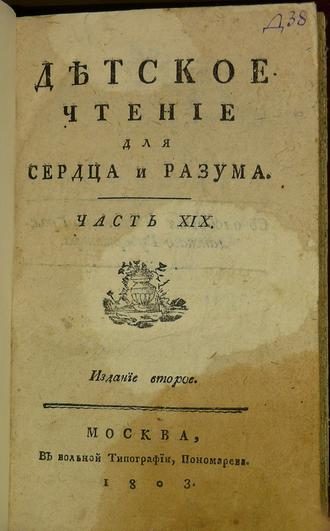 Д38
ДѢТСКОЕ
ЧТЕНІЕ
ДЛЯ
СЕРДЦА и РАЗУМА.
ЧАСТЬ XIX.
Изданіе второе.
МОСКВА,
Въ вольной Типографіи, Пономарева.
1803.